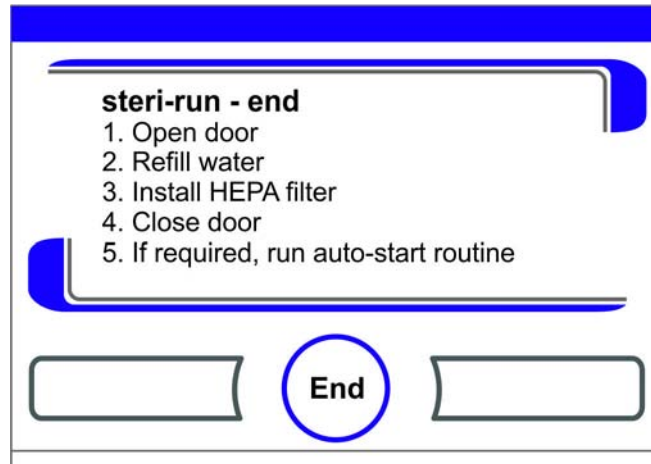 steri-run - end
1. Open door
2. Refill water
3. Install HEPA filter
4. Close door
5. If required, run auto-start routine
End